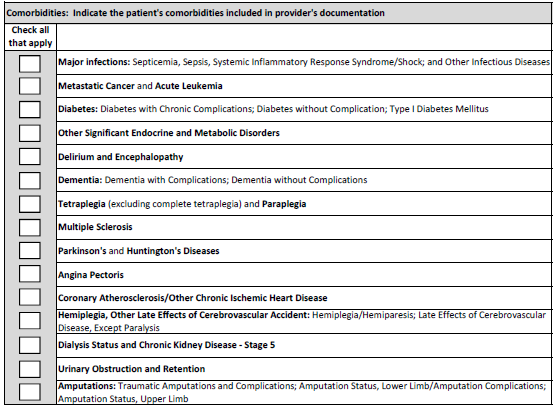 Comorbidities: Indicate the patient's comorbidities included in provider's documentation
Check all
that apply
Major infections: Septicemia, Sepsis, Systemic Inflammatory Response Syndrome/Shock; and Other Infectious Diseases
Metastatic Cancer and Acute Leukemia
Diabetes: Diabetes with Chronic Complications; Diabetes without Complication; Type I Diabetes Mellitus
Other Significant Endocrine and Metabolic Disorders
Delirium and Encephalopathy
Dementia: Dementia with Complications; Dementia without Complications
Tetraplegia (excluding complete tetraplegia) and Paraplegia
Multiple Sclerosis
Parkinson's and Huntington's Diseases
Angina Pectoris
Coronary Atherosclerosis/Other Chronic Ischemic Heart Disease
Hemiplegia, Other Late Effects of Cerebrovascular Accident: Hemiplegia/Hemiparesis; Late Effects of Cerebrovascular
Disease, Except Paralysis
Dialysis Status and Chronic Kidney Disease - Stage 5
Urinary Obstruction and Retention
Amputations: Traumatic Amputations and Complications; Amputation Status, Lower Limb/Amputation Complications;
Amputation Status, Upper Limb